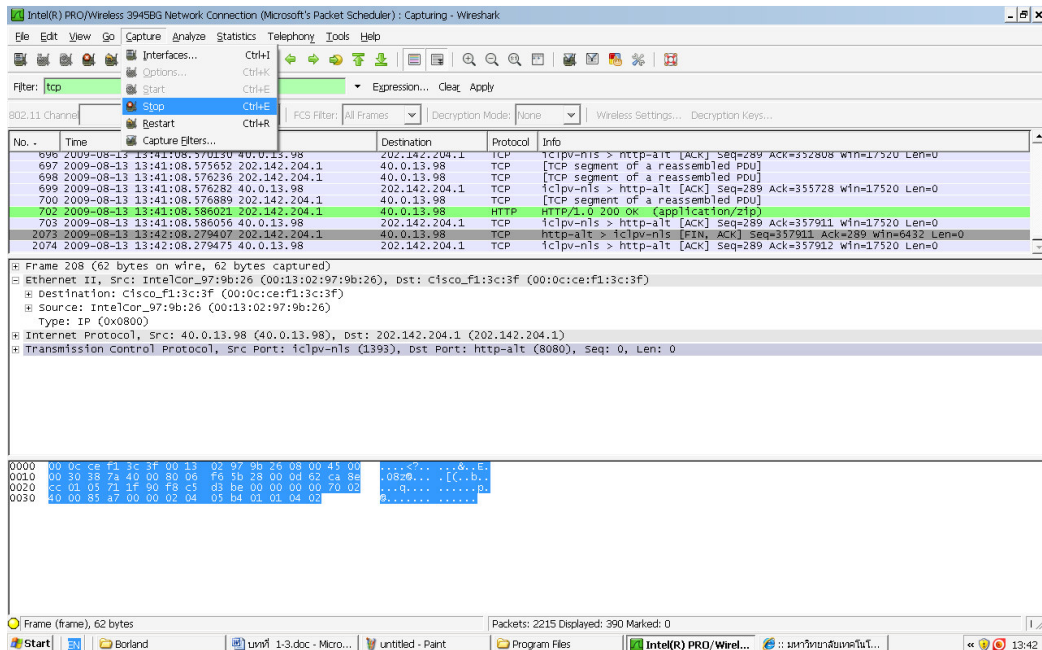 Intel(R) PRO/Wireless 3945BG Network Connection (Microsoft's Packet Scheduler) : Capturing - Wireshark
File Edit View Go Capture Analyze Statistics Telephony Tools Help
Interfaces... Ctrl+I
Options... Ctrl+K
Start Ctrl+E
Stop Ctrl+E
Restart Ctrl+R
Capture Filters...
Filter: tcp Expression... Clear Apply
802.11 Channel FCS Filter: All Frames Decryption Mode: None Wireless Settings... Decryption Keys...
No. - Time Destination Protocol Info
696 2009-08-13 13:41:08.570130 40.0.13.98 202.142.204.1 TCP iclpv-nls > http-alt [ACK] Seq=289 Ack=352808 Win=17520 Len=0
697 2009-08-13 13:41:08.575652 202.142.204.1 40.0.13.98 TCP [TCP segment of a reassembled PDU]
698 2009-08-13 13:41:08.576236 202.142.204.1 40.0.13.98 TCP [TCP segment of a reassembled PDU]
699 2009-08-13 13:41:08.576282 40.0.13.98 202.142.204.1 TCP iclpv-nls > http-alt [ACK] Seq=289 Ack=355728 Win=17520 Len=0
700 2009-08-13 13:41:08.576889 202.142.204.1 40.0.13.98 TCP [TCP segment of a reassembled PDU]
702 2009-08-13 13:41:08.586021 202.142.204.1 40.0.13.98 HTTP HTTP/1.0 200 OK (application/zip)
703 2009-08-13 13:41:08.586056 40.0.13.98 202.142.204.1 TCP iclpv-nls > http-alt [ACK] Seq=289 Ack=357911 Win=17520 Len=0
2073 2009-08-13 13:42:08.279407 202.142.204.1 40.0.13.98 TCP http-alt > iclpv-nls [FIN, ACK] Seq=357911 Ack=289 Win=6432 Len=0
2074 2009-08-13 13:42:08.279475 40.0.13.98 202.142.204.1 TCP iclpv-nls > http-alt [ACK] Seq=289 Ack=357912 Win=17520 Len=0
Frame 208 (62 bytes on wire, 62 bytes captured)
Ethernet II, Src: IntelCor_97:9b:26 (00:13:02:97:9b:26), Dst: Cisco_f1:3c:3f (00:0c:ce:f1:3c:3f)
Destination: Cisco_f1:3c:3f (00:0c:ce:f1:3c:3f)
Source: IntelCor_97:9b:26 (00:13:02:97:9b:26)
Type: IP (0x0800)
Internet Protocol, Src: 40.0.13.98 (40.0.13.98), Dst: 202.142.204.1 (202.142.204.1)
Transmission Control Protocol, Src Port: iclpv-nls (1393), Dst Port: http-alt (8080), Seq: 0, Len: 0
0000 00 0c ce f1 3c 3f 00 13 02 97 9b 26 08 00 45 00 ....<?.. ...&..E.
0010 00 30 38 7a 40 00 80 06 f6 5b 28 00 0d 62 ca 8e .08z@... .[(..b..
0020 cc 01 05 71 1f 90 f8 c5 d3 be 00 00 00 00 70 02 ...q.... ......p.
0030 40 00 85 a7 00 00 02 04 05 b4 01 01 04 02 @....... ......
Frame (frame), 62 bytes Packets: 2215 Displayed: 390 Marked: 0
Start EN Borland บทที่ 1-3.doc - Micro... untitled - Paint Program Files Intel(R) PRO/Wirel... :: มหาวิทยาลัยเทคโนโ... « 13:42